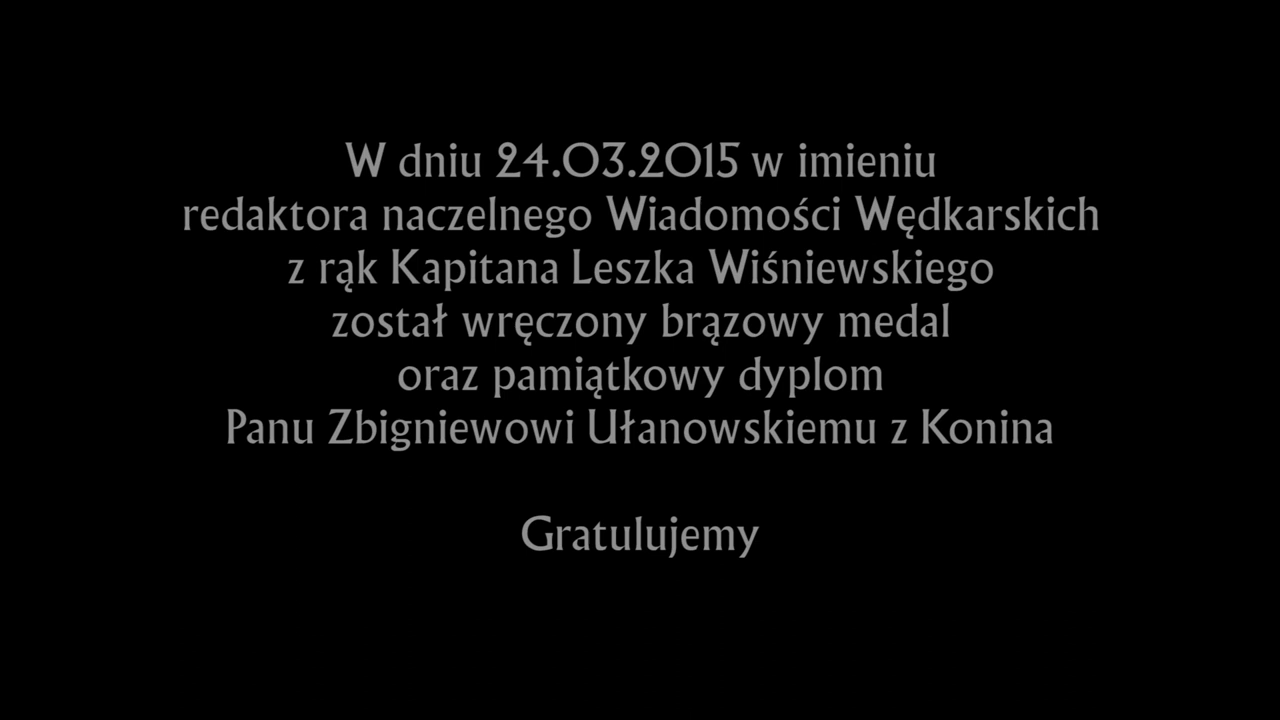 W dniu 24.03.2015 w imieniu
redaktora naczelnego Wiadomości Wędkarskich
z rąk Kapitana Leszka Wiśniewskiego
został wręczony brązowy medal
oraz pamiątkowy dyplom
Panu Zbigniewowi Ułanowskiemu z Konina
Gratulujemy